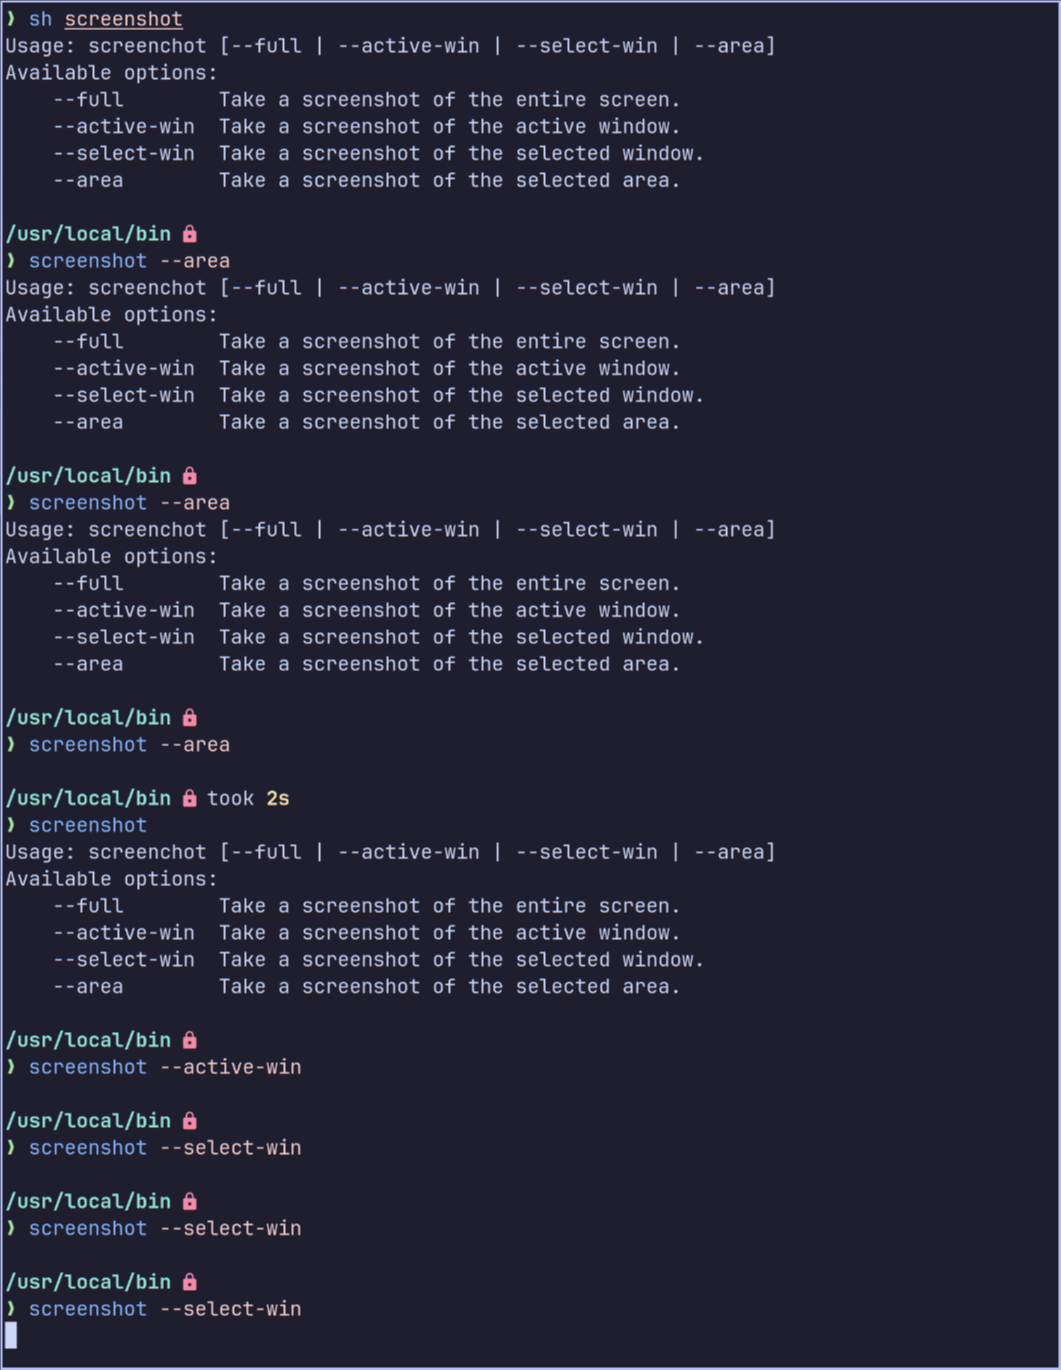 ❯ sh screenshot
Usage: screenchot [--full | --active-win | --select-win | --area]
Available options:
    --full        Take a screenshot of the entire screen.
    --active-win  Take a screenshot of the active window.
    --select-win  Take a screenshot of the selected window.
    --area        Take a screenshot of the selected area.

/usr/local/bin
❯ screenshot --area
Usage: screenchot [--full | --active-win | --select-win | --area]
Available options:
    --full        Take a screenshot of the entire screen.
    --active-win  Take a screenshot of the active window.
    --select-win  Take a screenshot of the selected window.
    --area        Take a screenshot of the selected area.

/usr/local/bin
❯ screenshot --area
Usage: screenchot [--full | --active-win | --select-win | --area]
Available options:
    --full        Take a screenshot of the entire screen.
    --active-win  Take a screenshot of the active window.
    --select-win  Take a screenshot of the selected window.
    --area        Take a screenshot of the selected area.

/usr/local/bin
❯ screenshot --area

/usr/local/bin took 2s
❯ screenshot
Usage: screenchot [--full | --active-win | --select-win | --area]
Available options:
    --full        Take a screenshot of the entire screen.
    --active-win  Take a screenshot of the active window.
    --select-win  Take a screenshot of the selected window.
    --area        Take a screenshot of the selected area.

/usr/local/bin
❯ screenshot --active-win

/usr/local/bin
❯ screenshot --select-win

/usr/local/bin
❯ screenshot --select-win

/usr/local/bin
❯ screenshot --select-win